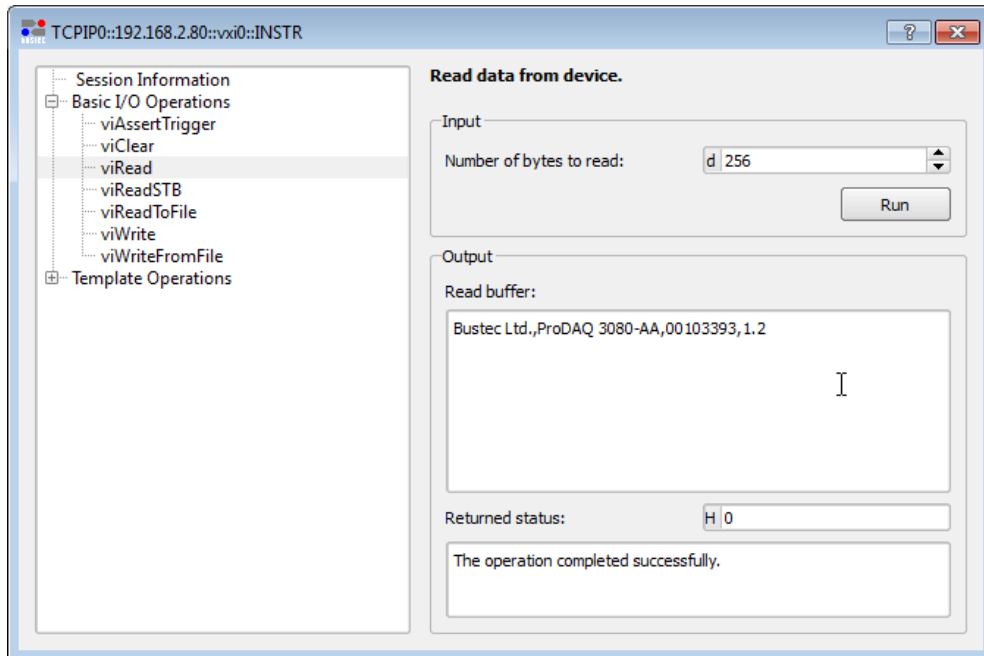 TCPIP0::192.168.2.80::vxi0::INSTR
Session Information
Basic I/O Operations
viAssertTrigger
viClear
viRead
viReadSTB
viReadToFile
viWrite
viWriteFromFile
Template Operations
Read data from device.
Input
Number of bytes to read: d 256
Run
Output
Read buffer:
Bustec Ltd.,ProDAQ 3080-AA,00103393,1.2
Returned status: H 0
The operation completed successfully.